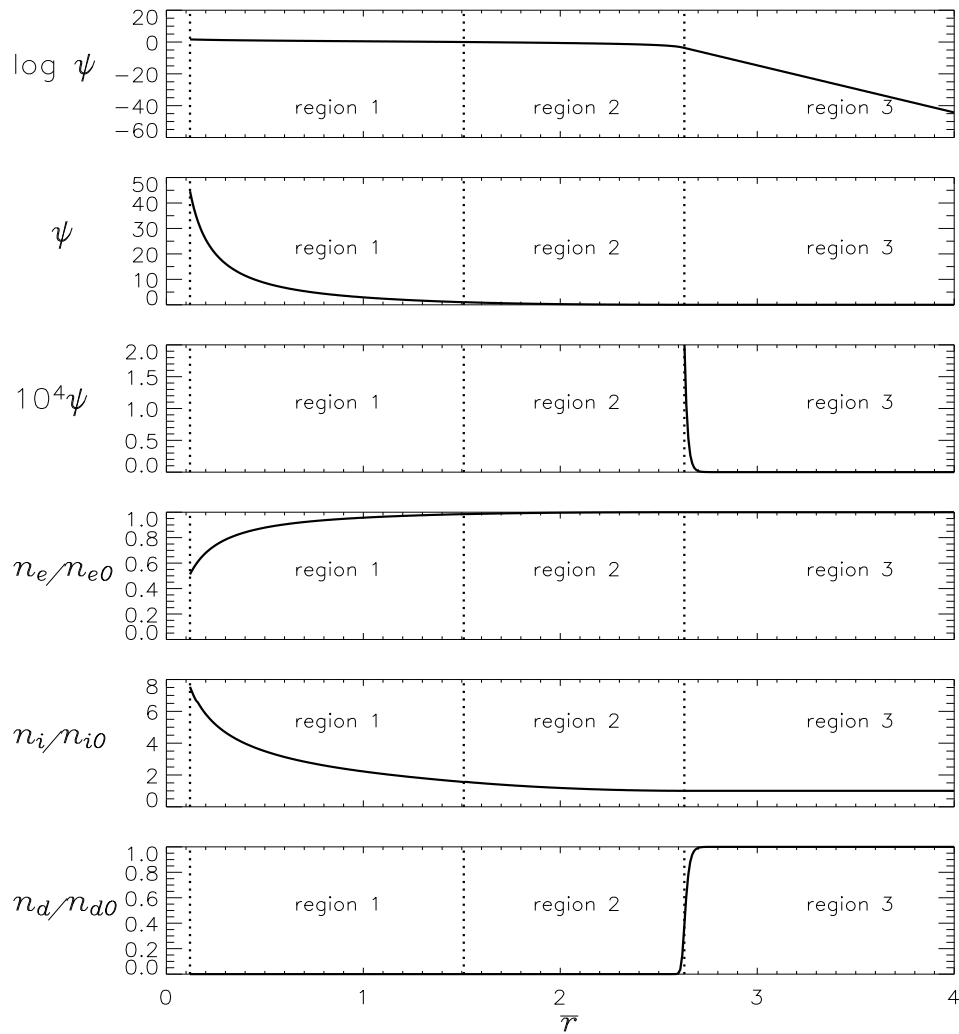 20
0
−20
−40
−60
log ψ
region 1
region 2
region 3
50
40
30
20
10
0
ψ
region 1
region 2
region 3
2.0
1.5
1.0
0.5
0.0
10⁴ψ
region 1
region 2
region 3
1.0
0.8
0.6
0.4
0.2
0.0
nₑ/nₑ₀
region 1
region 2
region 3
8
6
4
2
0
nᵢ/nᵢ₀
region 1
region 2
region 3
1.0
0.8
0.6
0.4
0.2
0.0
n_d/n_d0
region 1
region 2
region 3
0 1 2 3 4
r̅